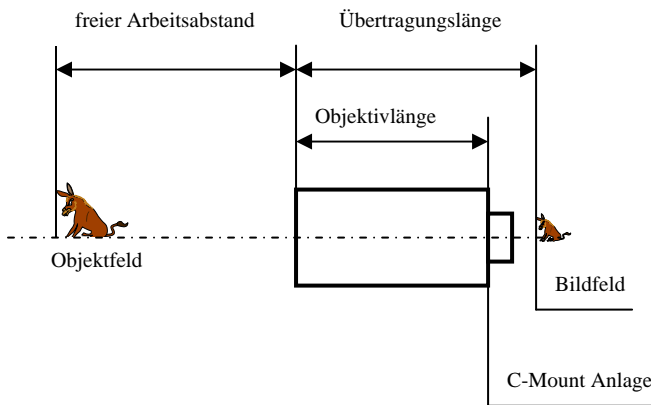 freier Arbeitsabstand
Übertragungslänge
Objektivlänge
Objektfeld
Bildfeld
C-Mount Anlage